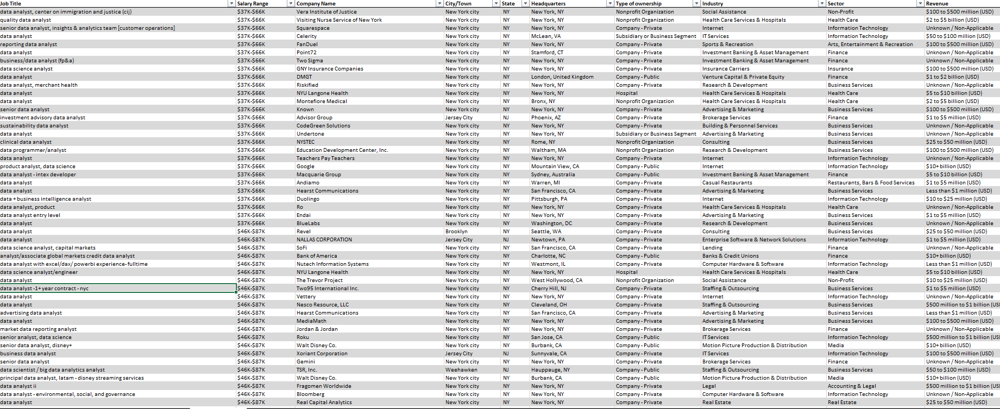 Job Title Salary Range Company Name City/Town State Headquarters Type of ownership Industry Sector Revenue
data analyst, center on immigration and justice (cij) $37K-$66K Vera Institute of Justice New York city NY New York, NY Nonprofit Organization Social Assistance Non-Profit $100 to $500 million (USD)
quality data analyst $37K-$66K Visiting Nurse Service of New York New York city NY New York, NY Nonprofit Organization Health Care Services & Hospitals Health Care $2 to $5 billion (USD)
senior data analyst, insights & analytics team [customer operations] $37K-$66K Squarespace New York city NY New York, NY Company - Private Internet Information Technology Unknown / Non-Applicable
data analyst $37K-$66K Celerity New York city NY McLean, VA Subsidiary or Business Segment IT Services Information Technology $50 to $100 million (USD)
reporting data analyst $37K-$66K FanDuel New York city NY New York, NY Company - Private Sports & Recreation Arts, Entertainment & Recreation $100 to $500 million (USD)
data analyst $37K-$66K Point72 New York city NY Stamford, CT Company - Private Investment Banking & Asset Management Finance Unknown / Non-Applicable
business/data analyst (fp&a) $37K-$66K Two Sigma New York city NY New York, NY Company - Private Investment Banking & Asset Management Finance Unknown / Non-Applicable
data science analyst $37K-$66K GNY Insurance Companies New York city NY New York, NY Company - Private Insurance Carriers Insurance $100 to $500 million (USD)
data analyst $37K-$66K DMGT New York city NY London, United Kingdom Company - Public Venture Capital & Private Equity Finance $1 to $2 billion (USD)
data analyst, merchant health $37K-$66K Riskified New York city NY New York, NY Company - Private Research & Development Business Services Unknown / Non-Applicable
data analyst $37K-$66K NYU Langone Health New York city NY New York, NY Hospital Health Care Services & Hospitals Health Care $5 to $10 billion (USD)
data analyst $37K-$66K Montefiore Medical New York city NY Bronx, NY Nonprofit Organization Health Care Services & Hospitals Health Care $2 to $5 billion (USD)
senior data analyst $37K-$66K Known New York city NY New York, NY Company - Private Advertising & Marketing Business Services $100 to $500 million (USD)
investment advisory data analyst $37K-$66K Advisor Group Jersey City NJ Phoenix, AZ Company - Private Brokerage Services Finance $1 to $5 million (USD)
sustainability data analyst $37K-$66K CodeGreen Solutions New York city NY New York, NY Company - Private Building & Personnel Services Business Services Unknown / Non-Applicable
data analyst $37K-$66K Undertone New York city NY New York, NY Subsidiary or Business Segment Advertising & Marketing Business Services Unknown / Non-Applicable
clinical data analyst $37K-$66K NYSTEC New York city NY Rome, NY Nonprofit Organization Consulting Business Services $25 to $50 million (USD)
data programmer/analyst $37K-$66K Education Development Center, Inc. New York city NY Waltham, MA Nonprofit Organization Research & Development Business Services $100 to $500 million (USD)
data analyst $37K-$66K Teachers Pay Teachers New York city NY New York, NY Company - Private Internet Information Technology Unknown / Non-Applicable
product analyst, data science $37K-$66K Google New York city NY Mountain View, CA Company - Public Internet Information Technology $10+ billion (USD)
data analyst - intex developer $37K-$66K Macquarie Group New York city NY Sydney, Australia Company - Public Investment Banking & Asset Management Finance $5 to $10 billion (USD)
data analyst $37K-$66K Andiamo New York city NY Warren, MI Company - Private Casual Restaurants Restaurants, Bars & Food Services $1 to $5 million (USD)
data analyst $37K-$66K Hearst Communications New York city NY San Francisco, CA Company - Private Advertising & Marketing Business Services Less than $1 million (USD)
data + business intelligence analyst $37K-$66K Duolingo New York city NY Pittsburgh, PA Company - Private Internet Information Technology $10 to $25 million (USD)
data analyst, product $37K-$66K Ro New York city NY New York, NY Company - Private Health Care Services & Hospitals Health Care Unknown / Non-Applicable
data analyst entry level $37K-$66K Endai New York city NY New York, NY Company - Private Advertising & Marketing Business Services $1 to $5 million (USD)
data analyst $37K-$66K BlueLabs New York city NY Washington, DC Company - Private Research & Development Business Services Unknown / Non-Applicable
data analyst $46K-$87K Revel Brooklyn NY Seattle, WA Company - Private Consulting Business Services $25 to $50 million (USD)
data analyst $46K-$87K NALLAS CORPORATION Jersey City NJ Newtown, PA Company - Private Enterprise Software & Network Solutions Information Technology $1 to $5 million (USD)
data science analyst, capital markets $46K-$87K SoFi New York city NY San Francisco, CA Company - Private Lending Finance Unknown / Non-Applicable
analyst/associate global markets credit data analyst $46K-$87K Bank of America New York city NY Charlotte, NC Company - Public Banks & Credit Unions Finance $10+ billion (USD)
data analyst with excel/dax/ powerbi experience- fulltime $46K-$87K Nutech Information Systems New York city NY Westmont, IL Company - Private Computer Hardware & Software Information Technology Less than $1 million (USD)
data science analyst/engineer $46K-$87K NYU Langone Health New York city NY New York, NY Hospital Health Care Services & Hospitals Health Care $5 to $10 billion (USD)
data analyst $46K-$87K The Trevor Project New York city NY West Hollywood, CA Nonprofit Organization Social Assistance Non-Profit $10 to $25 million (USD)
data analyst -1+ year contract - nyc $46K-$87K Two95 International Inc. New York city NY Cherry Hill, NJ Company - Private Staffing & Outsourcing Business Services $1 to $5 million (USD)
data analyst $46K-$87K Vettery New York city NY New York, NY Company - Private Internet Information Technology Unknown / Non-Applicable
data analyst $46K-$87K Nesco Resource, LLC New York city NY Cleveland, OH Company - Private Staffing & Outsourcing Business Services $500 million to $1 billion (US
advertising data analyst $46K-$87K Hearst Communications New York city NY San Francisco, CA Company - Private Advertising & Marketing Business Services Less than $1 million (USD)
data analyst $46K-$87K MediaMath New York city NY New York, NY Company - Private Advertising & Marketing Business Services $100 to $500 million (USD)
market data reporting analyst $46K-$87K Jordan & Jordan New York city NY New York, NY Company - Private Brokerage Services Finance Unknown / Non-Applicable
senior analyst, data science $46K-$87K Roku New York city NY San Jose, CA Company - Public IT Services Information Technology $500 million to $1 billion (US
senior data analyst, disney+ $46K-$87K Walt Disney Co. New York city NY Burbank, CA Company - Public Motion Picture Production & Distribution Media $10+ billion (USD)
business data analyst $46K-$87K Xoriant Corporation Jersey City NJ Sunnyvale, CA Company - Private IT Services Information Technology $100 to $500 million (USD)
senior data analyst $46K-$87K Gemini New York city NY New York, NY Company - Private Brokerage Services Finance Unknown / Non-Applicable
data scientist / big data analytics analyst $46K-$87K TSR, Inc. Weehawken NJ Hauppauge, NY Company - Public Staffing & Outsourcing Business Services $50 to $100 million (USD)
principal data analyst, latam - disney streaming services $46K-$87K Walt Disney Co. New York city NY Burbank, CA Company - Public Motion Picture Production & Distribution Media $10+ billion (USD)
data analyst ii $46K-$87K Fragomen Worldwide New York city NY New York, NY Company - Private Legal Accounting & Legal $500 million to $1 billion (US
data analyst - environmental, social, and governance $46K-$87K Bloomberg New York city NY New York, NY Company - Private Computer Hardware & Software Information Technology Unknown / Non-Applicable
data analyst $46K-$87K Real Capital Analytics New York city NY New York, NY Company - Private Real Estate Real Estate $25 to $50 million (USD)